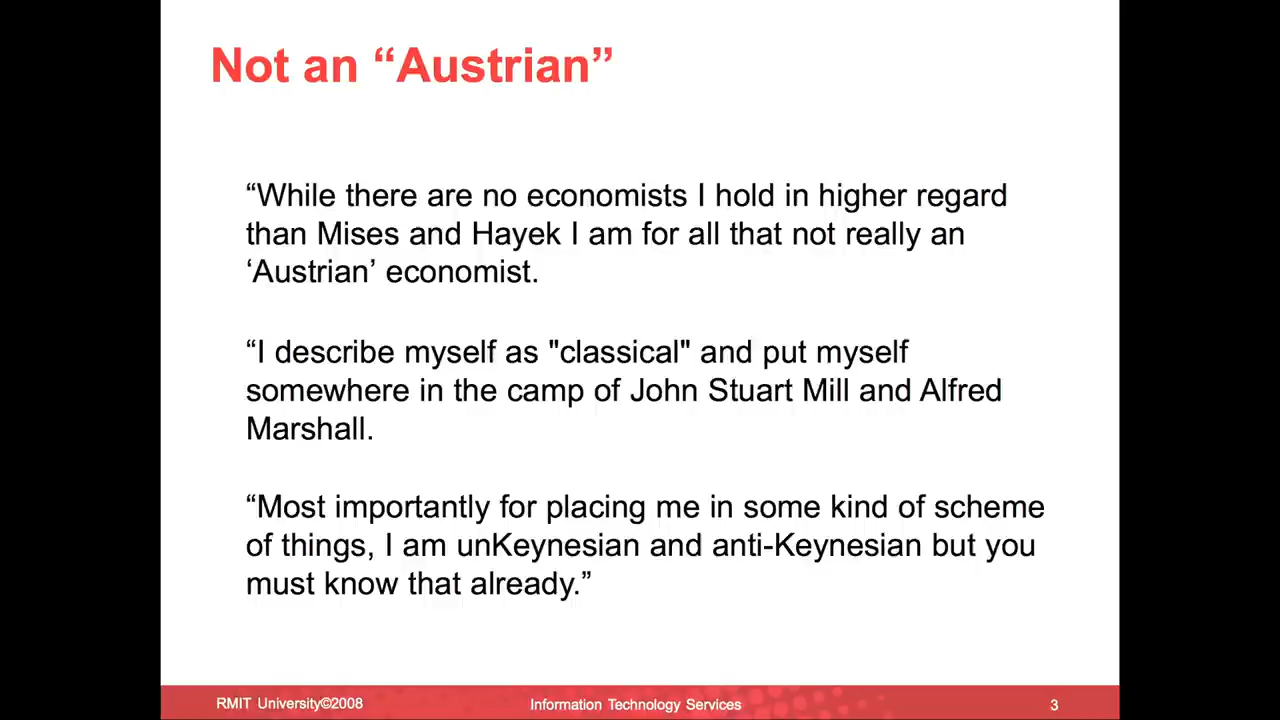 Not an “Austrian”
“While there are no economists I hold in higher regard
than Mises and Hayek I am for all that not really an
‘Austrian’ economist.
“I describe myself as "classical" and put myself
somewhere in the camp of John Stuart Mill and Alfred
Marshall.
“Most importantly for placing me in some kind of scheme
of things, I am unKeynesian and anti-Keynesian but you
must know that already.”
RMIT University©2008
Information Technology Services
3